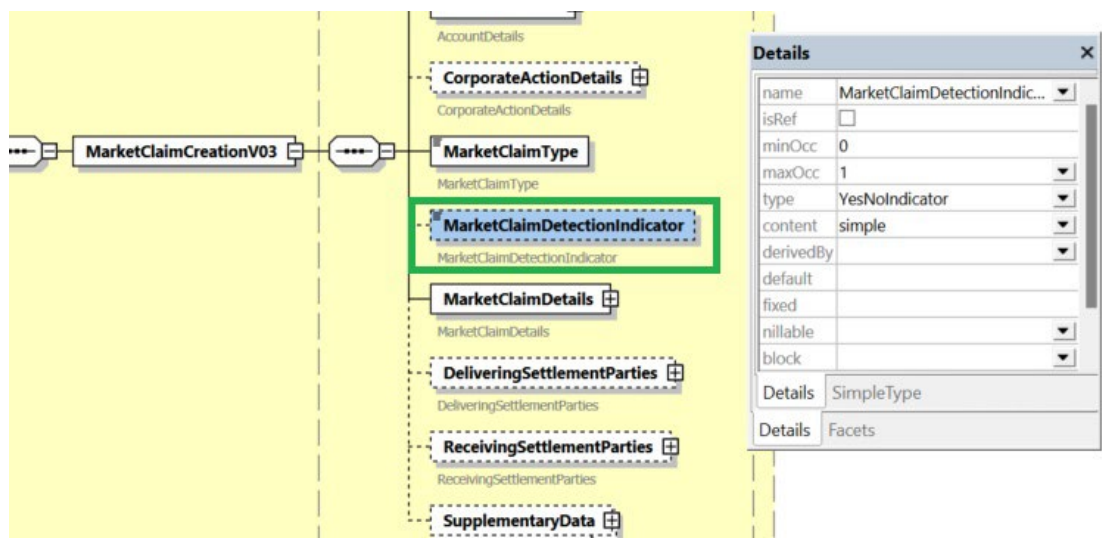 AccountDetails
CorporateActionDetails
CorporateActionDetails
MarketClaimCreationV03
MarketClaimType
MarketClaimType
MarketClaimDetectionIndicator
MarketClaimDetectionIndicator
MarketClaimDetails
MarketClaimDetails
DeliveringSettlementParties
DeliveringSettlementParties
ReceivingSettlementParties
ReceivingSettlementParties
SupplementaryData
Details
name MarketClaimDetectionIndic...
isRef
minOcc 0
maxOcc 1
type YesNoIndicator
content simple
derivedBy
default
fixed
nillable
block
Details SimpleType
Details Facets